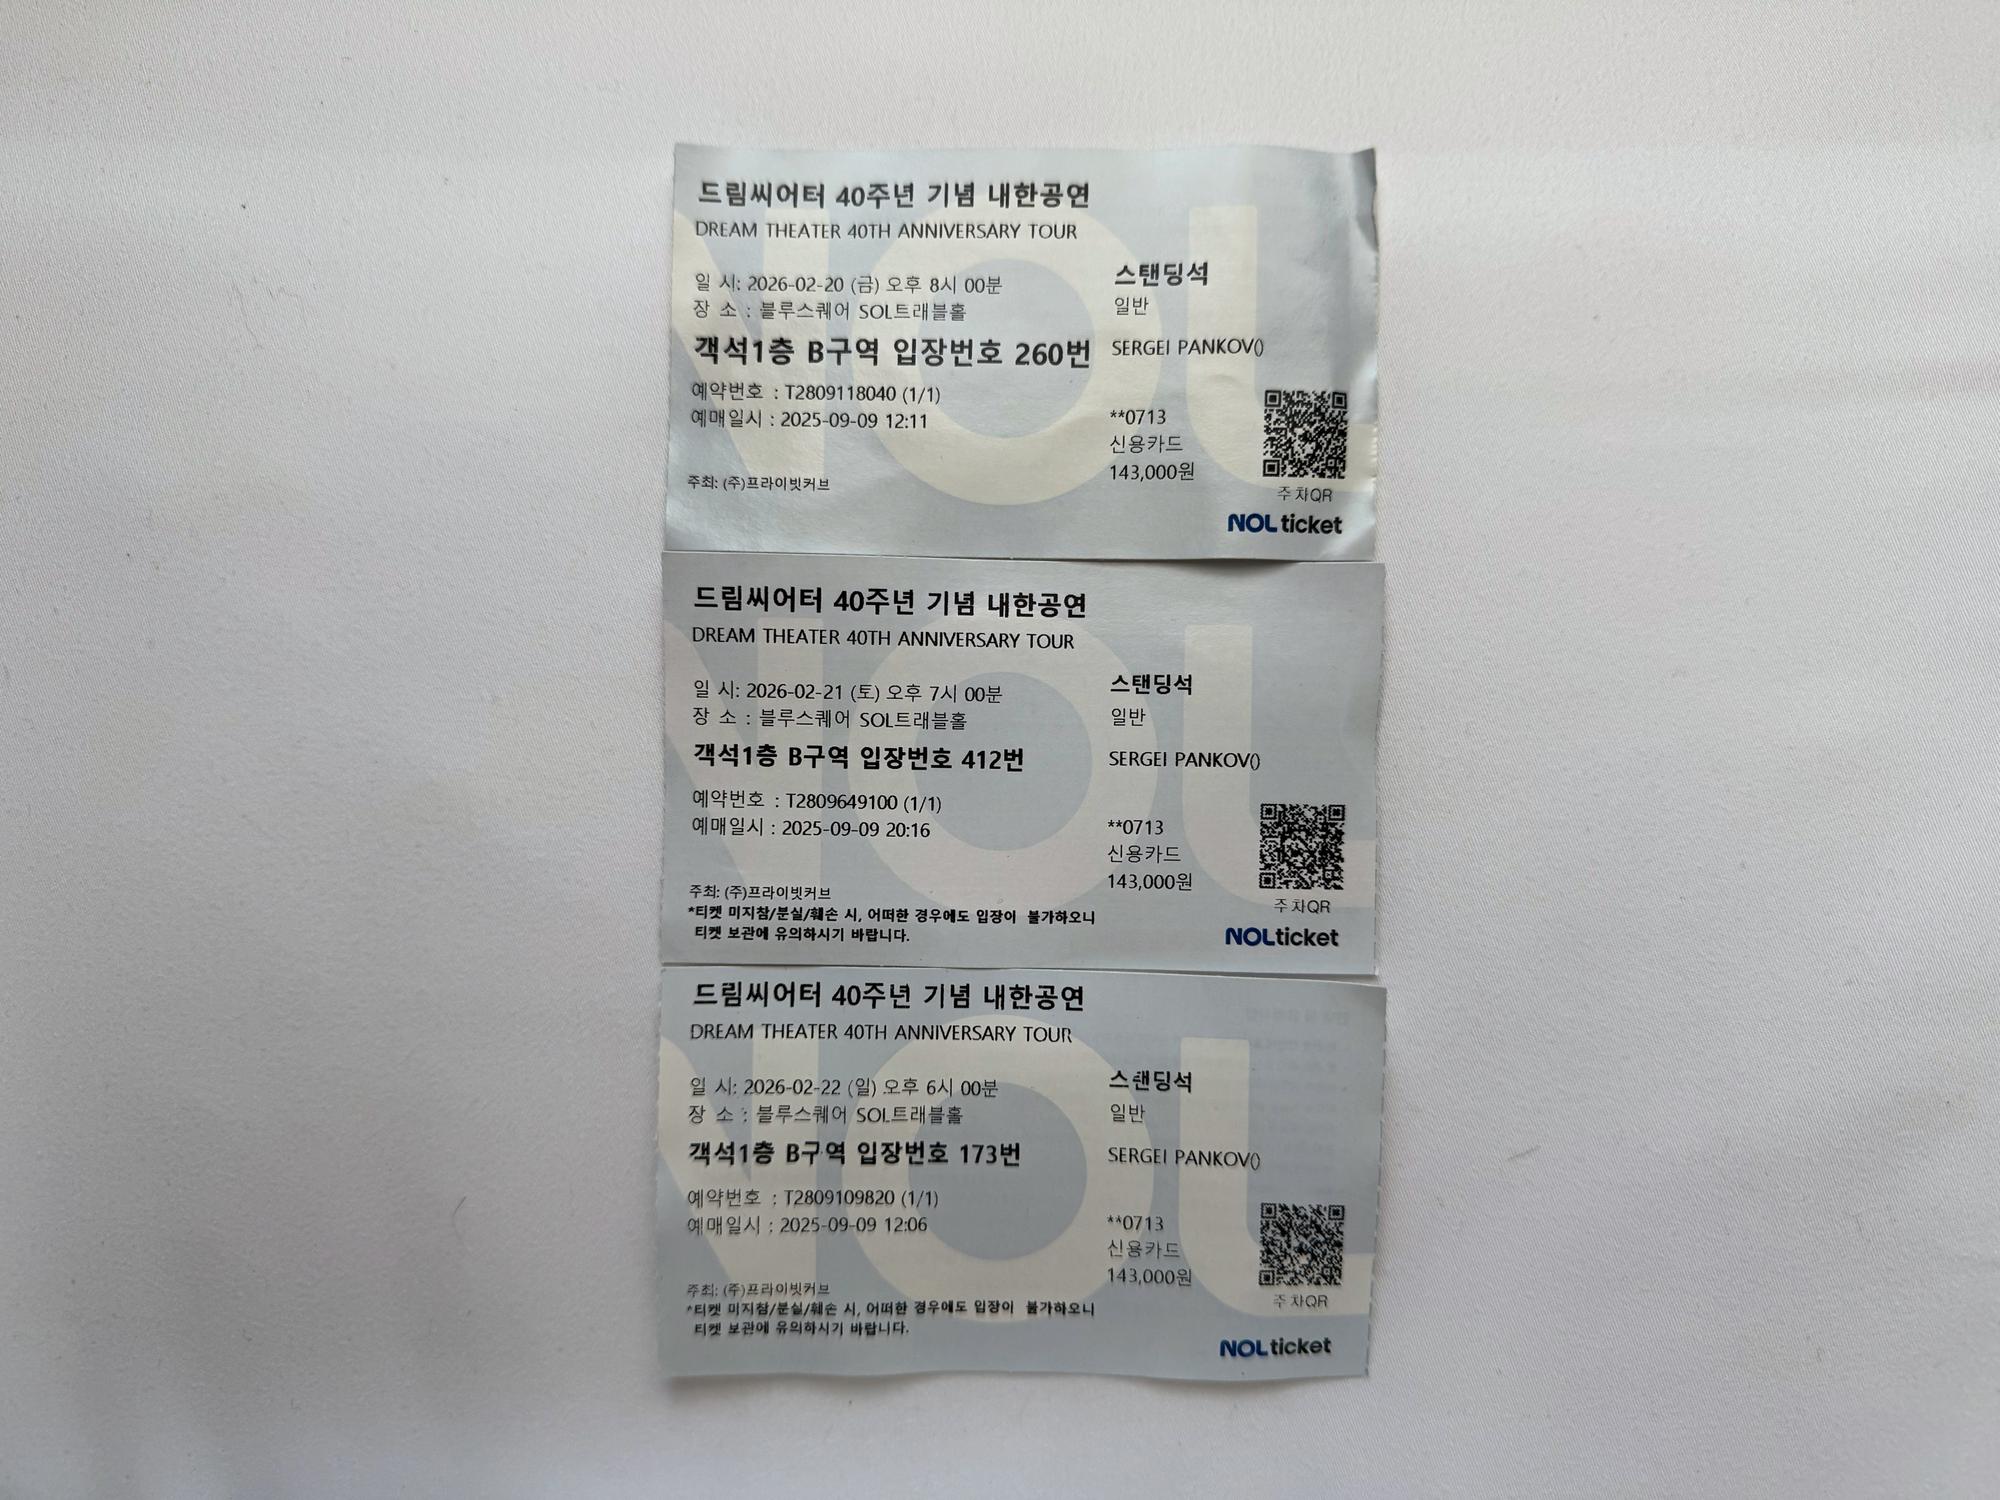 드림씨어터 40주년 기념 내한공연
DREAM THEATER 40TH ANNIVERSARY TOUR
일 시: 2026-02-20 (금) 오후 8시 00분
장 소 : 블루스퀘어 SOL트래블홀
객석1층 B구역 입장번호 260번
예약번호 : T2809118040 (1/1)
예매일시 : 2025-09-09 12:11
주최: (주)프라이빗커브
스탠딩석
일반
SERGEI PANKOV()
**0713
신용카드
143,000원
주차QR
NOL ticket
드림씨어터 40주년 기념 내한공연
DREAM THEATER 40TH ANNIVERSARY TOUR
일 시: 2026-02-21 (토) 오후 7시 00분
장 소 : 블루스퀘어 SOL트래블홀
객석1층 B구역 입장번호 412번
예약번호 : T2809649100 (1/1)
예매일시 : 2025-09-09 20:16
주최: (주)프라이빗커브
*티켓 미지참/분실/훼손 시, 어떠한 경우에도 입장이 불가하오니
티켓 보관에 유의하시기 바랍니다.
스탠딩석
일반
SERGEI PANKOV()
**0713
신용카드
143,000원
주차QR
NOL ticket
드림씨어터 40주년 기념 내한공연
DREAM THEATER 40TH ANNIVERSARY TOUR
일 시: 2026-02-22 (일) 오후 6시 00분
장 소 : 블루스퀘어 SOL트래블홀
객석1층 B구역 입장번호 173번
예약번호 : T2809109820 (1/1)
예매일시 : 2025-09-09 12:06
주최: (주)프라이빗커브
*티켓 미지참/분실/훼손 시, 어떠한 경우에도 입장이 불가하오니
티켓 보관에 유의하시기 바랍니다.
스탠딩석
일반
SERGEI PANKOV()
**0713
신용카드
143,000원
주차QR
NOL ticket